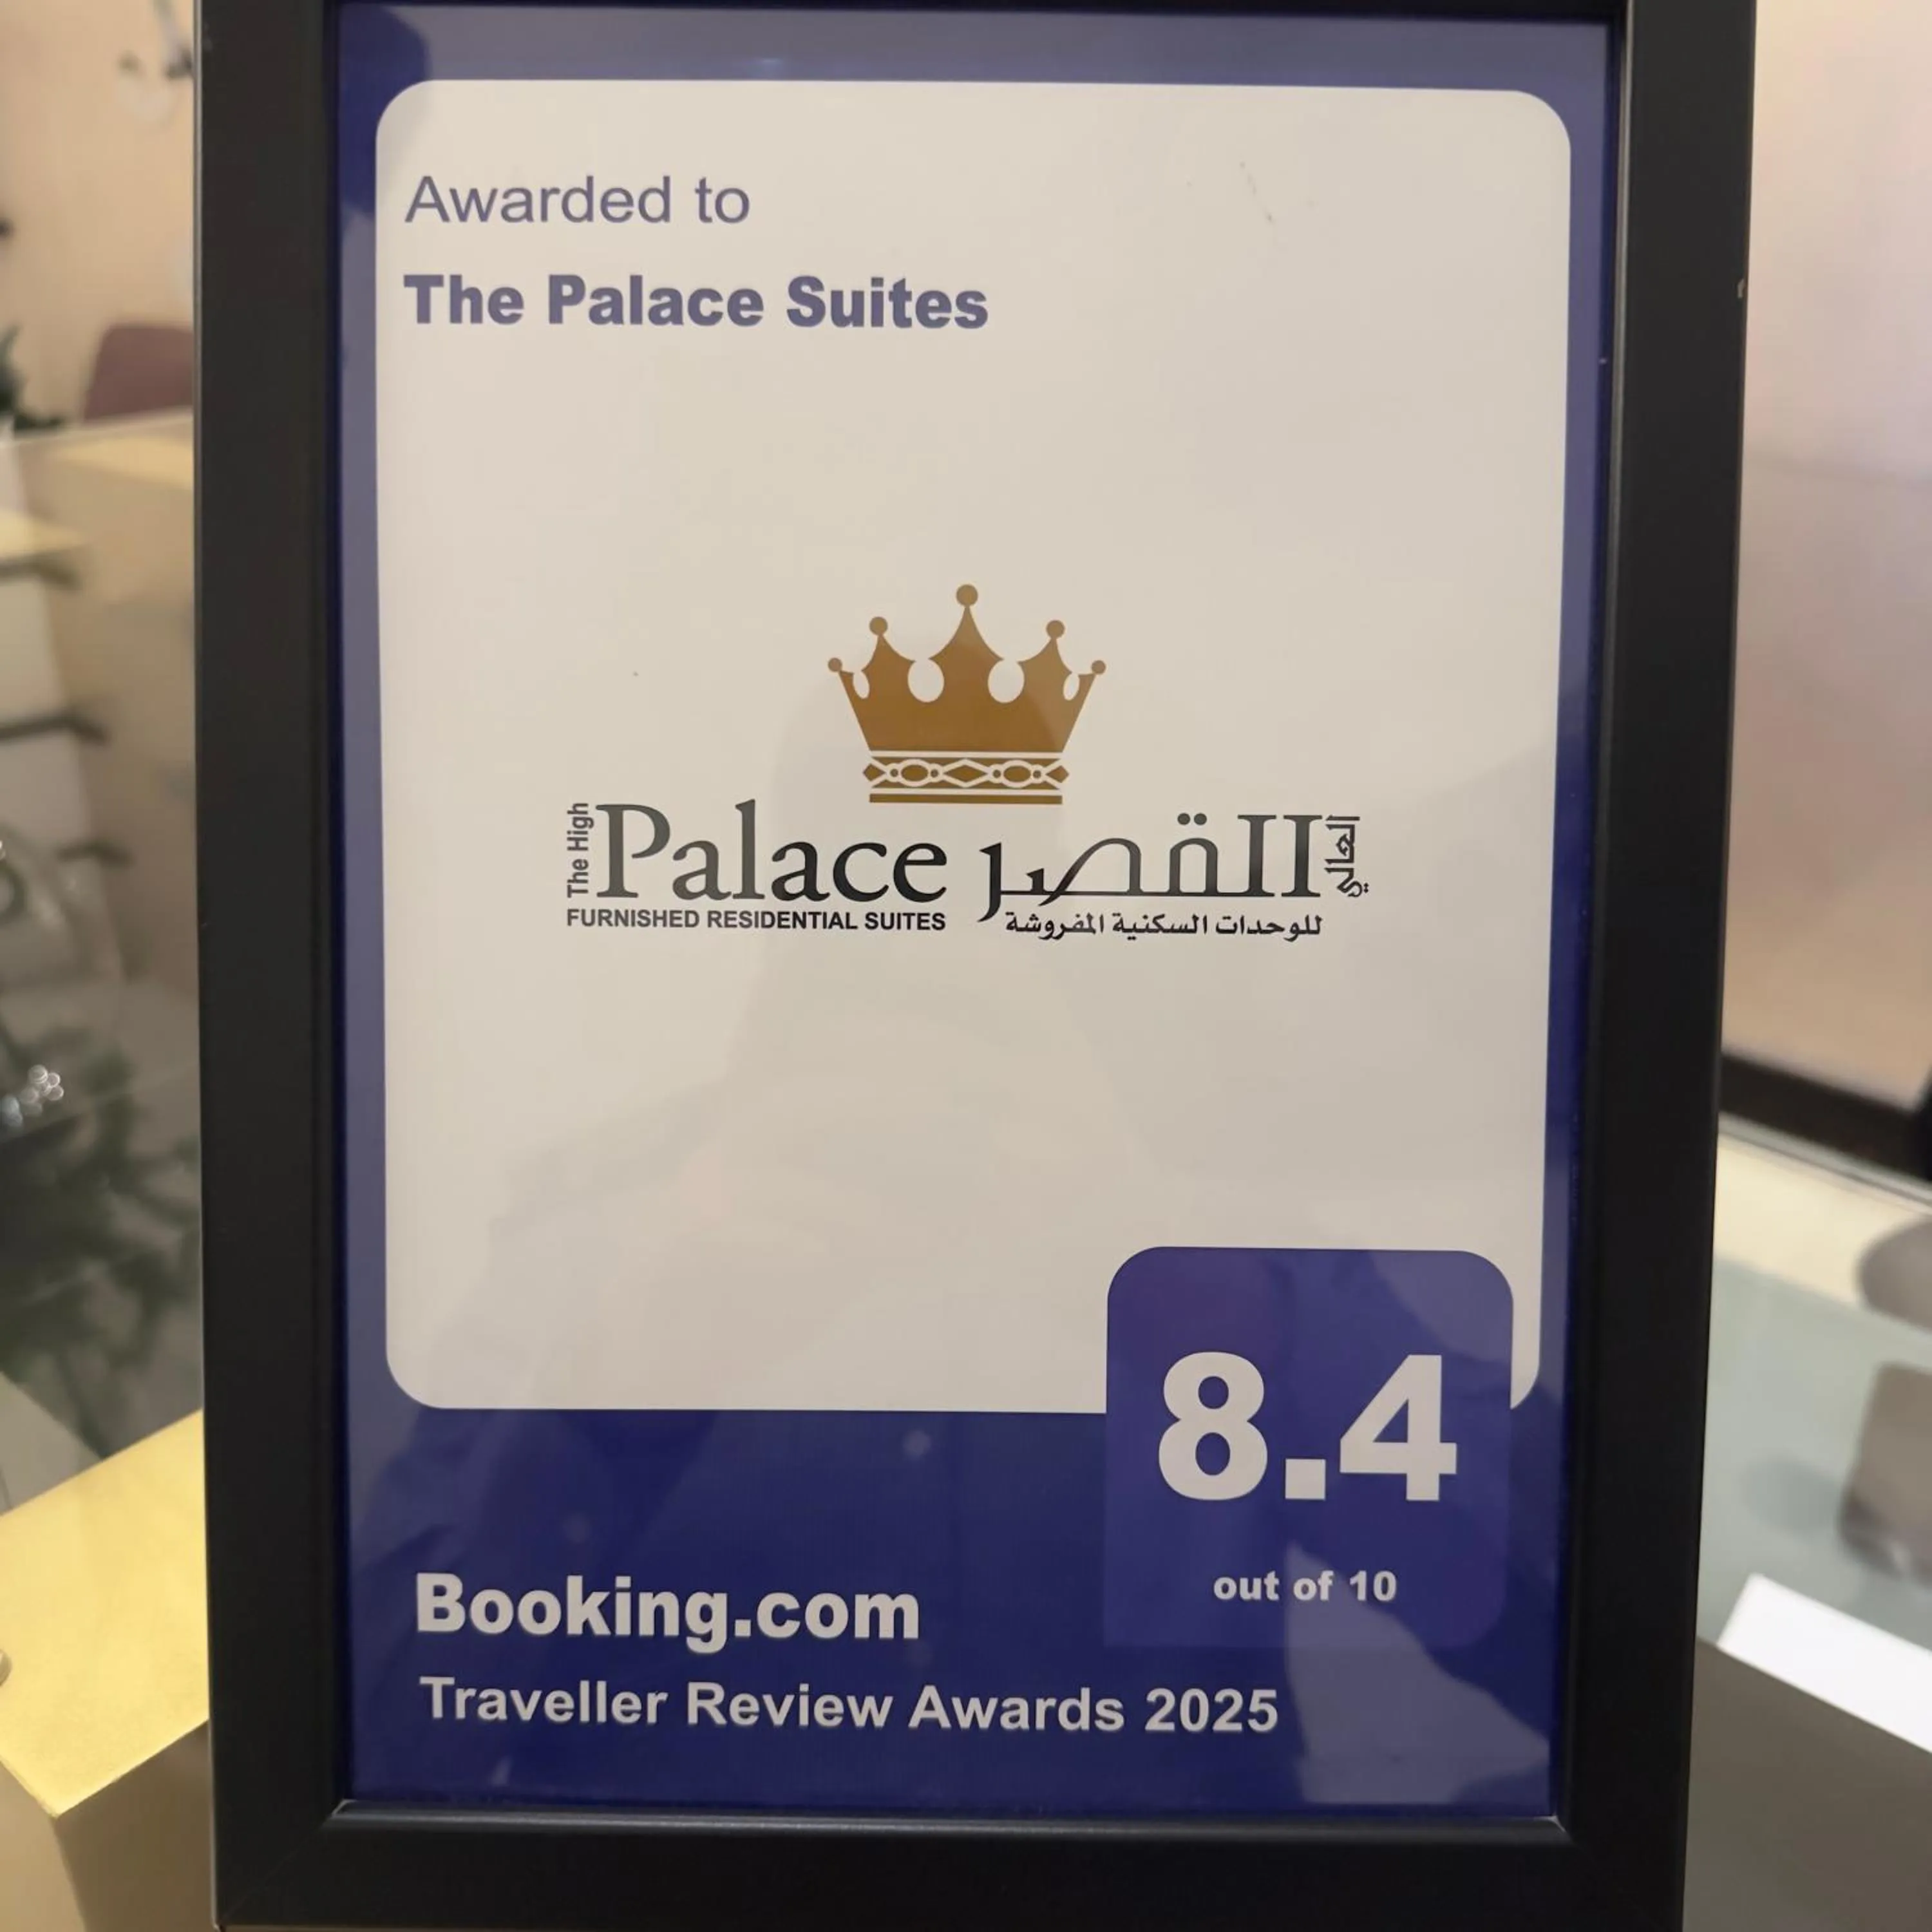 Awarded to
The Palace Suites
The High
Palace
FURNISHED RESIDENTIAL SUITES
القصر
العالي
للوحدات السكنية المفروشة
8.4
out of 10
Booking.com
Traveller Review Awards 2025